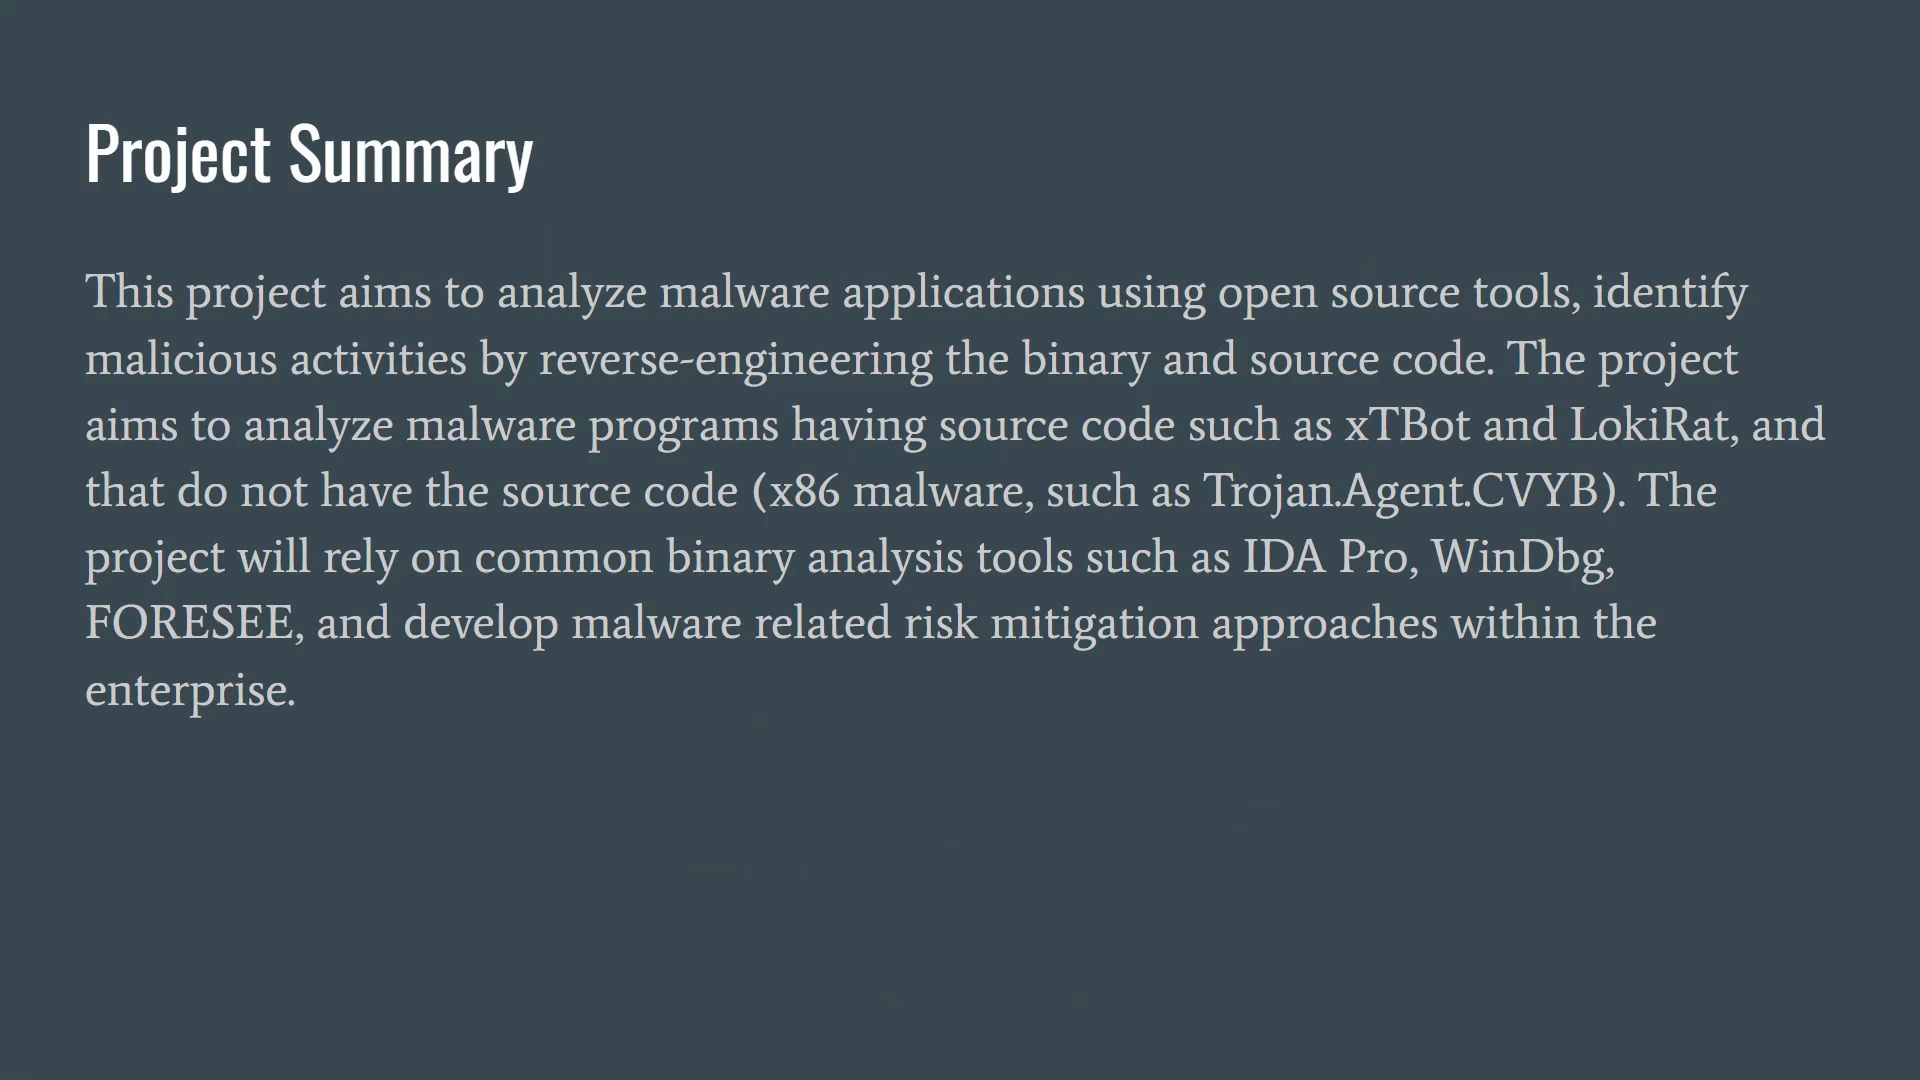 Project Summary
This project aims to analyze malware applications using open source tools, identify
malicious activities by reverse-engineering the binary and source code. The project
aims to analyze malware programs having source code such as xTBot and LokiRat, and
that do not have the source code (x86 malware, such as Trojan.Agent.CVYB). The
project will rely on common binary analysis tools such as IDA Pro, WinDbg,
FORESEE, and develop malware related risk mitigation approaches within the
enterprise.